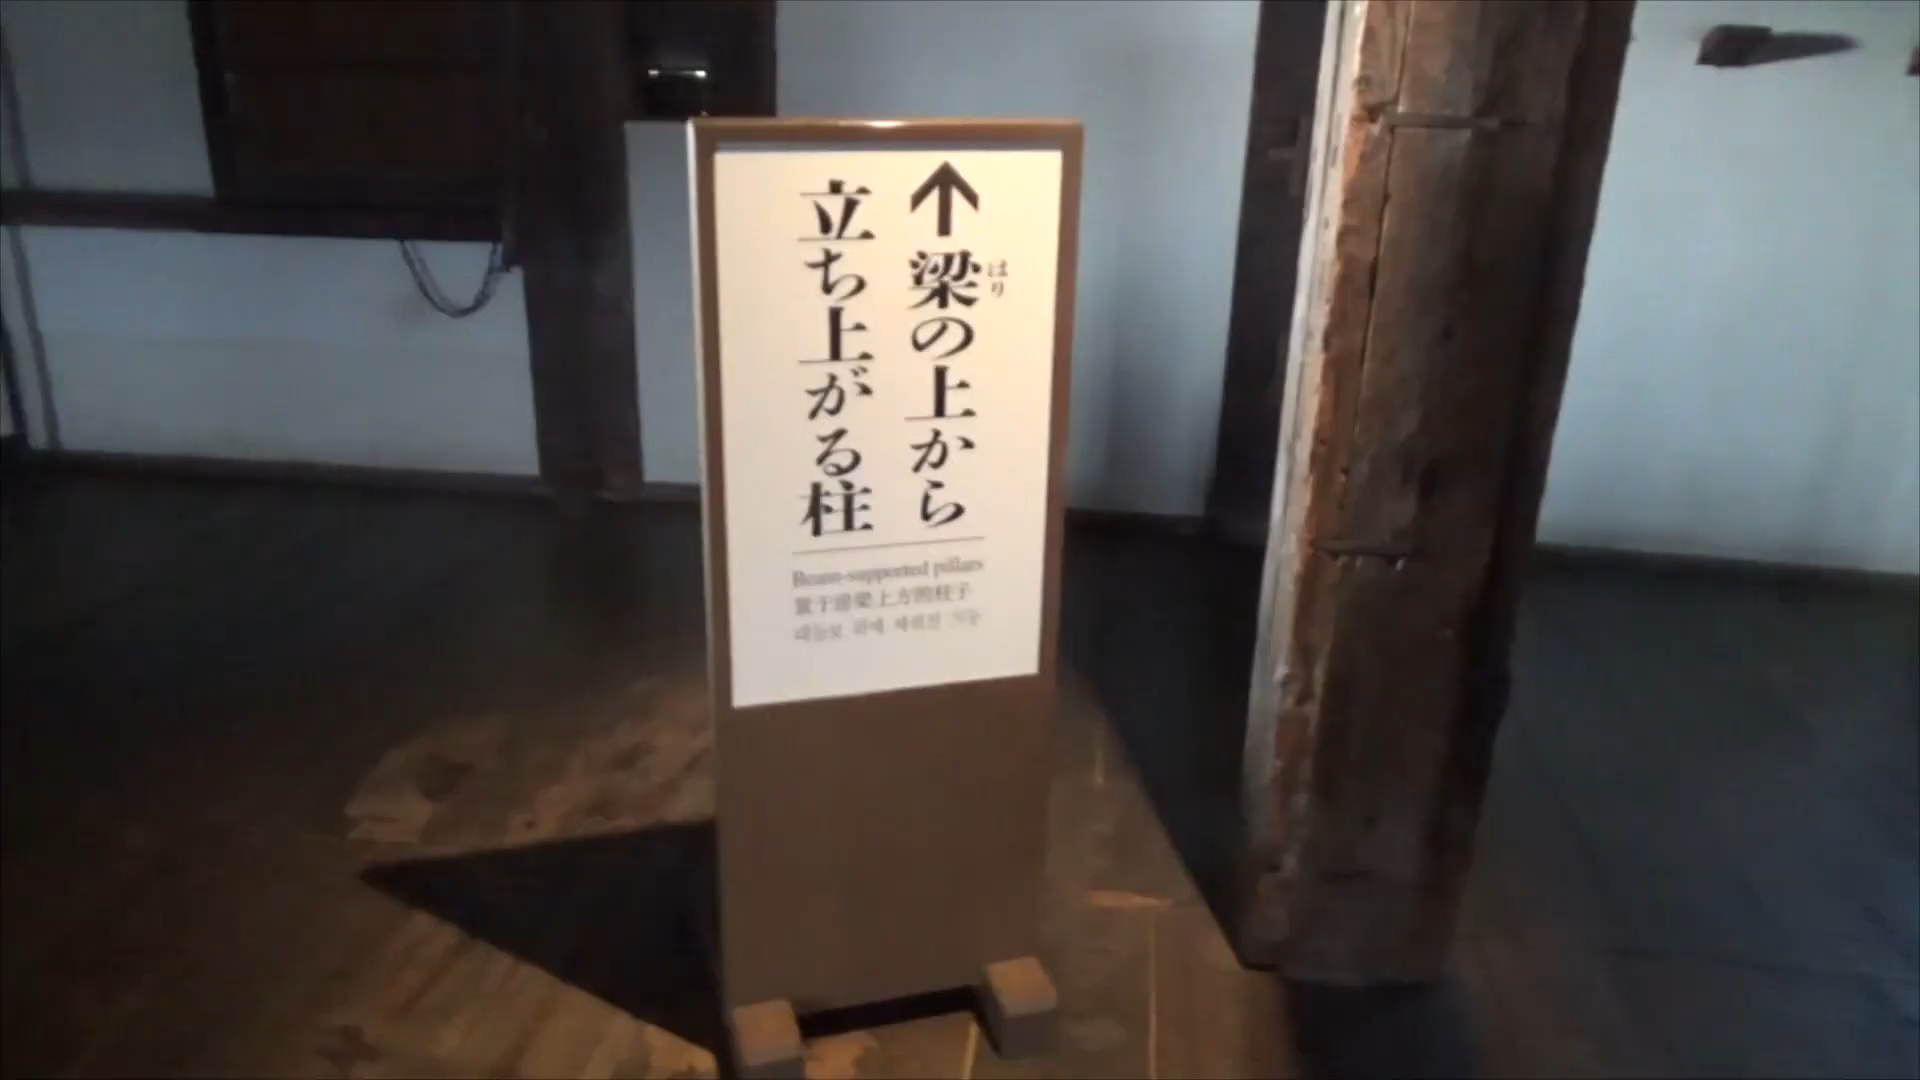 ↑梁の上から
はり
立ち上がる柱
Beam-supported pillars
置于梁上方的柱子